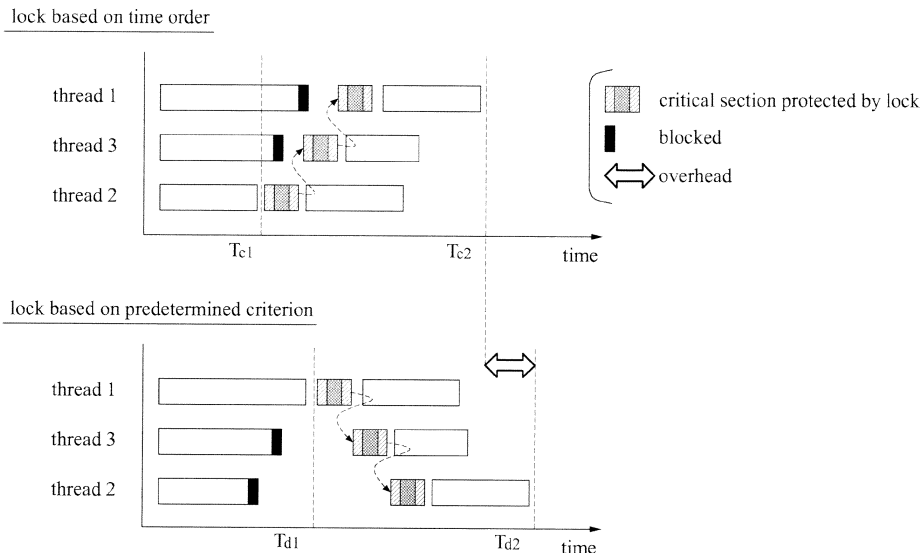 lock based on time order
thread 1
thread 3
thread 2
Tc1
Tc2
time
critical section protected by lock
blocked
overhead
lock based on predetermined criterion
thread 1
thread 3
thread 2
Td1
Td2
time